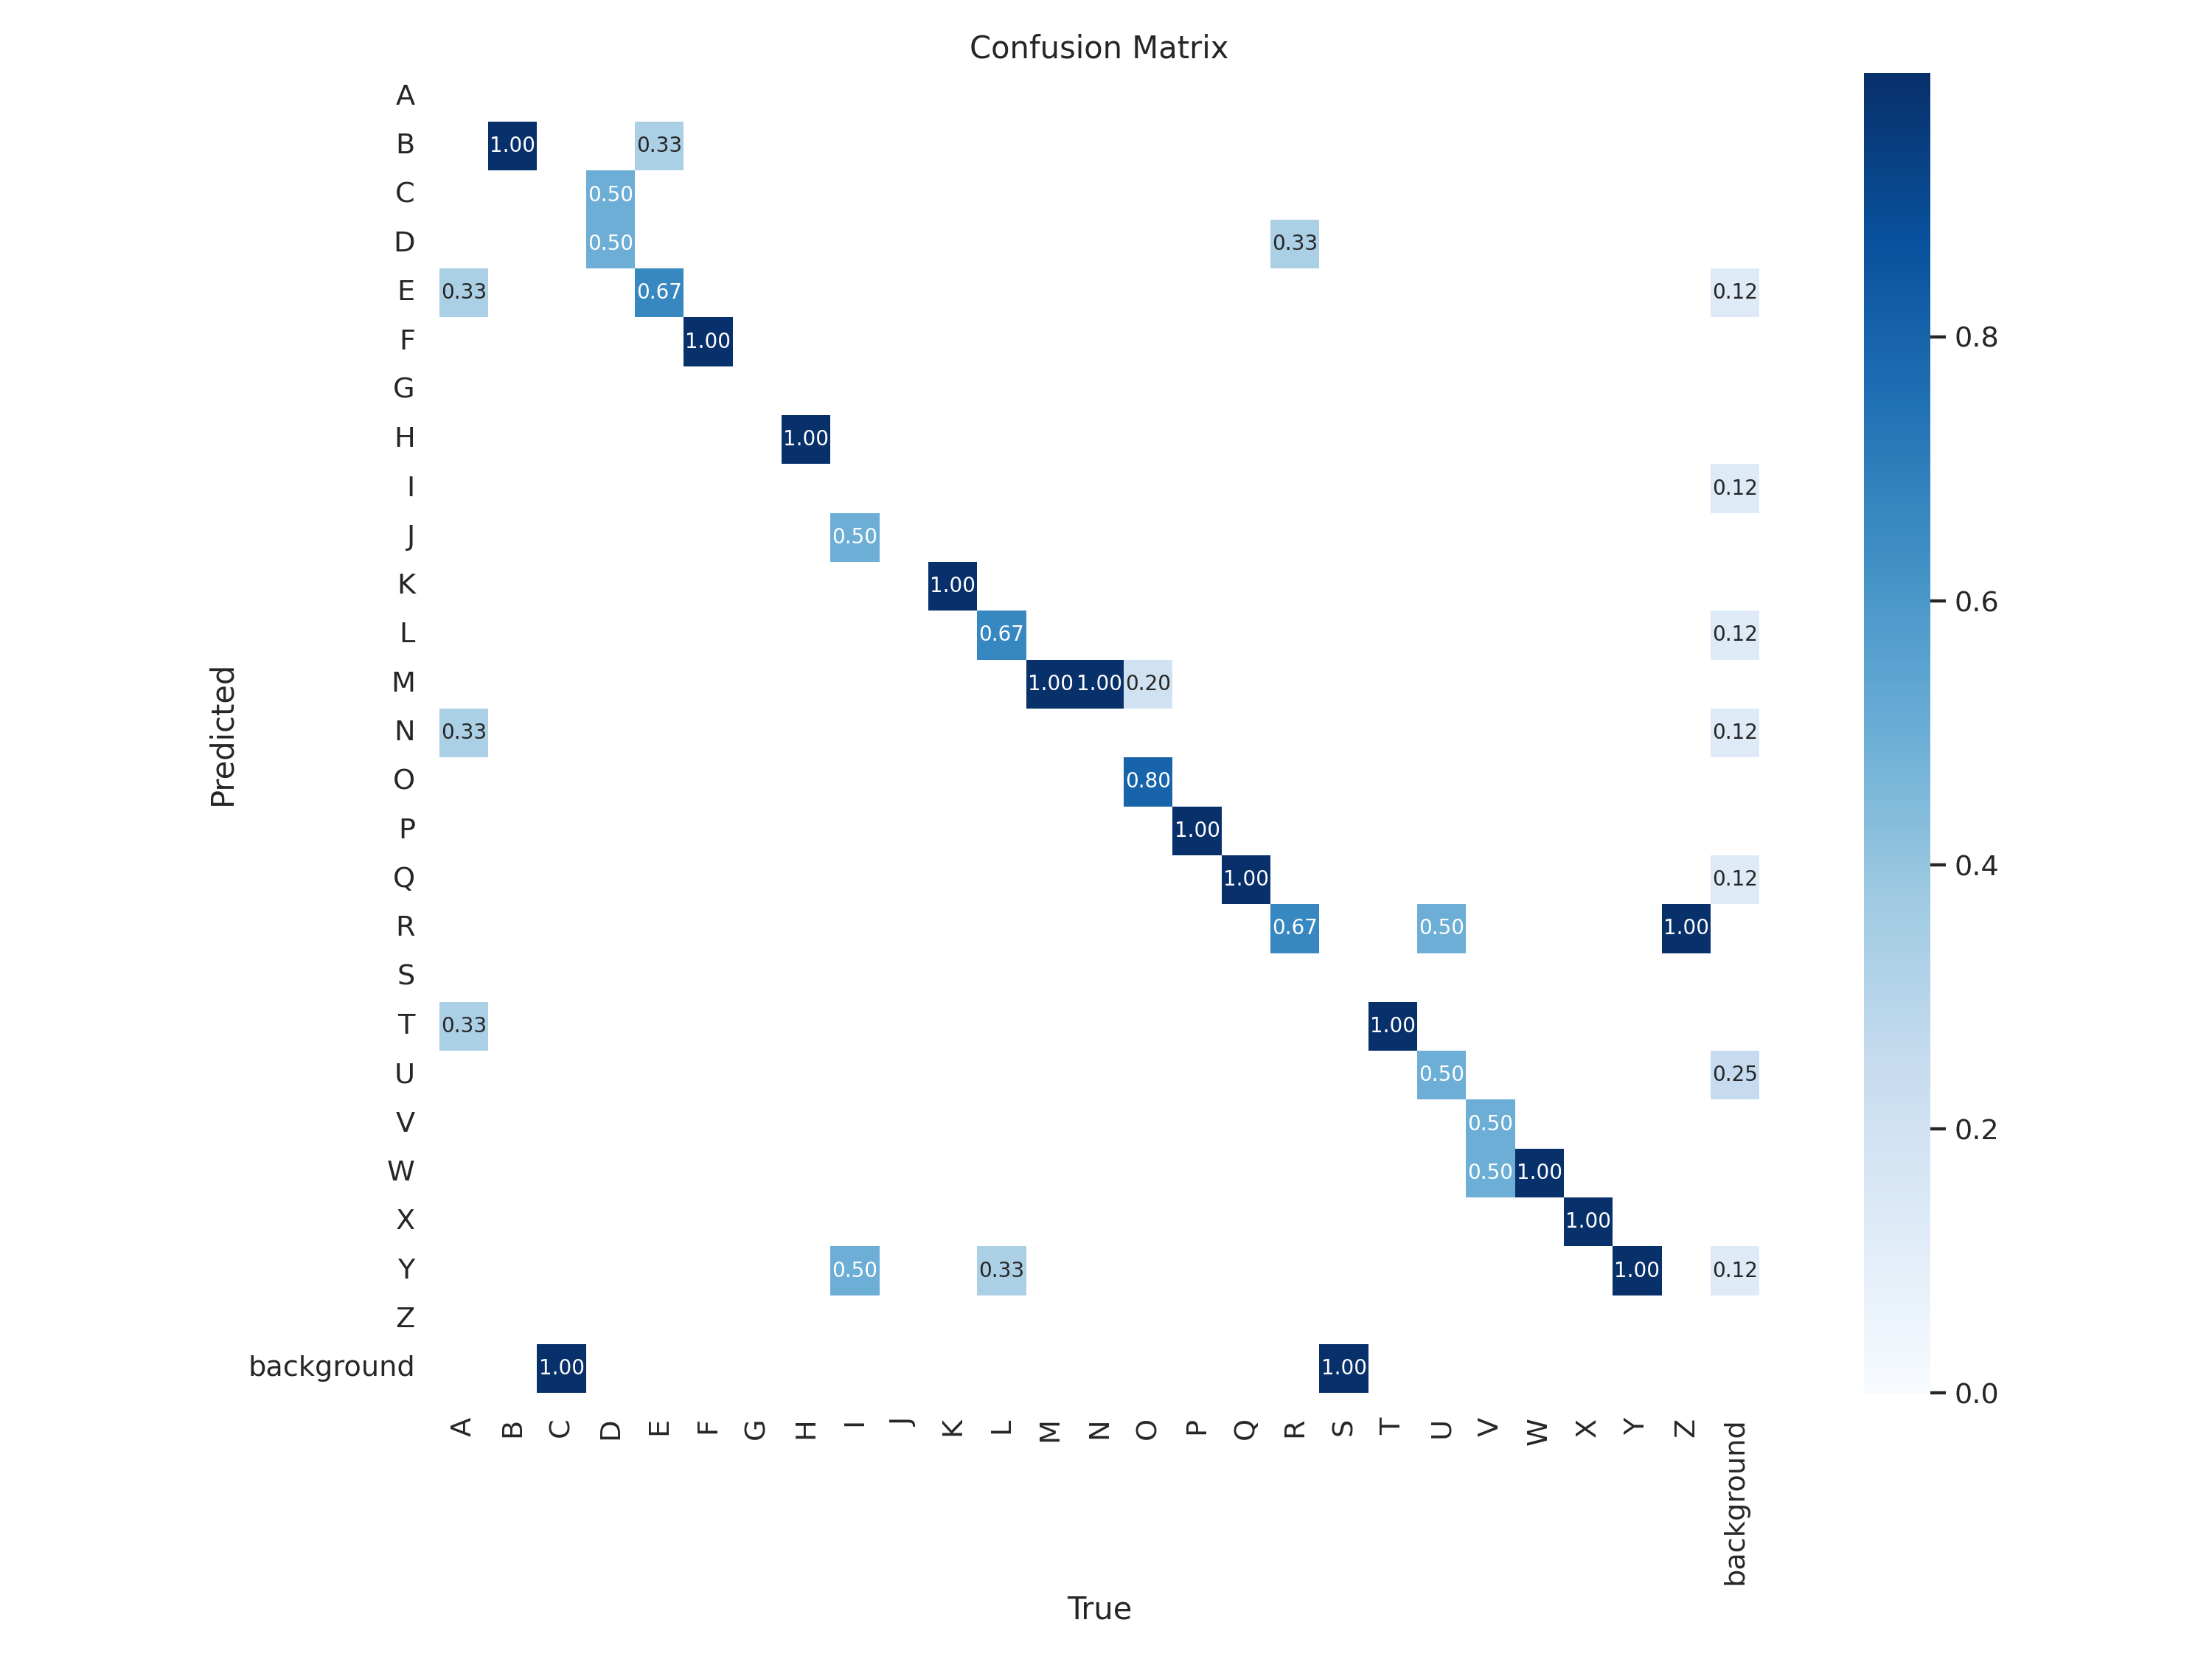 Confusion Matrix
A
B 1.00 0.33
C 0.50
D 0.50 0.33
E 0.33 0.67 0.12
F 1.00
G
H 1.00
I 0.12
J 0.50
K 1.00
L 0.67 0.12
M 1.00 1.00 0.20
N 0.33 0.12
O 0.80
P 1.00
Q 1.00 0.12
R 0.67 0.50 1.00
S
T 0.33 1.00
U 0.50 0.25
V 0.50
W 0.50 1.00
X 1.00
Y 0.50 0.33 1.00 0.12
Z
background 1.00 1.00
A B C D E F G H I J K L M N O P Q R S T U V W X Y Z background
True
Predicted
0.8
0.6
0.4
0.2
0.0